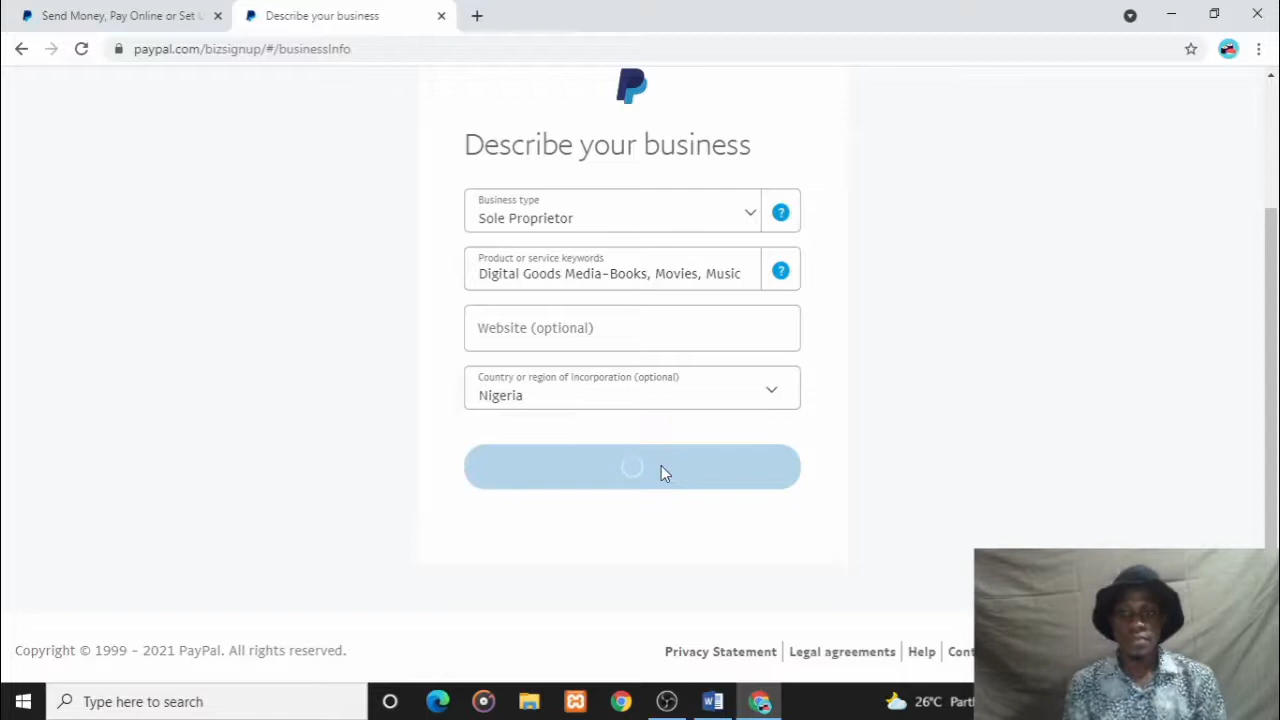 Send Money, Pay Online or Set
Describe your business
paypal.com/bizsignup/#/businessInfo
Describe your business
Business type
Sole Proprietor
Product or service keywords
Digital Goods Media-Books, Movies, Music
Website (optional)
Country or region of Incorporation (optional)
Nigeria
Copyright © 1999 - 2021 PayPal. All rights reserved.
Privacy Statement
Legal agreements
Help
Type here to search
26°C